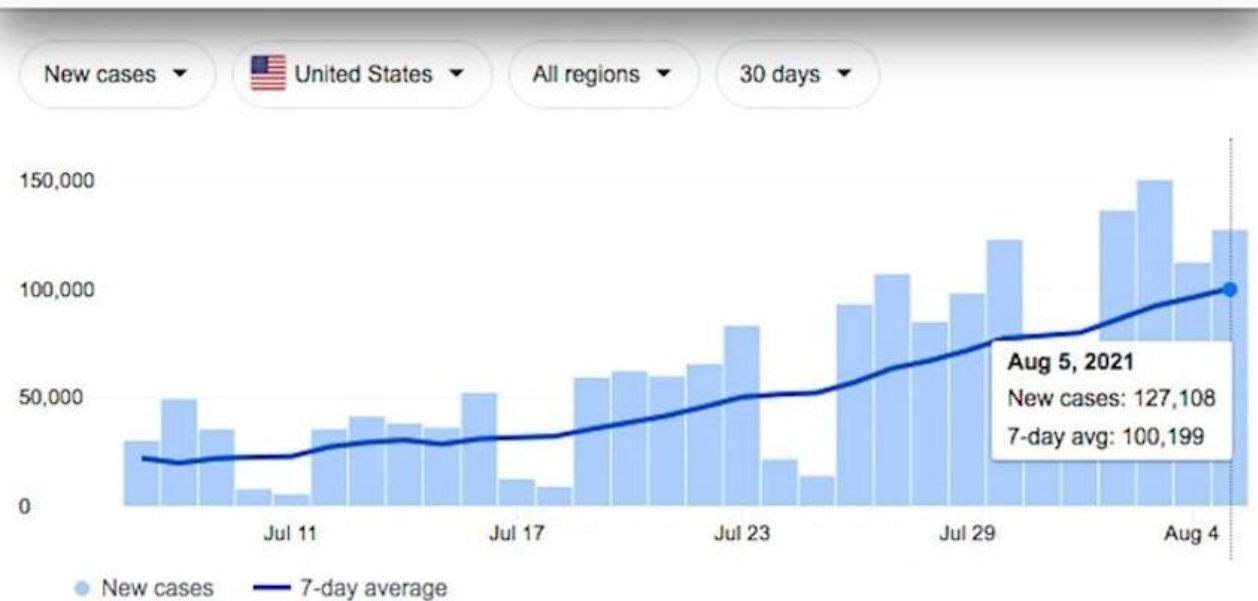 New cases United States All regions 30 days
150,000
100,000
50,000
0
Aug 5, 2021
New cases: 127,108
7-day avg: 100,199
Jul 11 Jul 17 Jul 23 Jul 29 Aug 4
New cases 7-day average